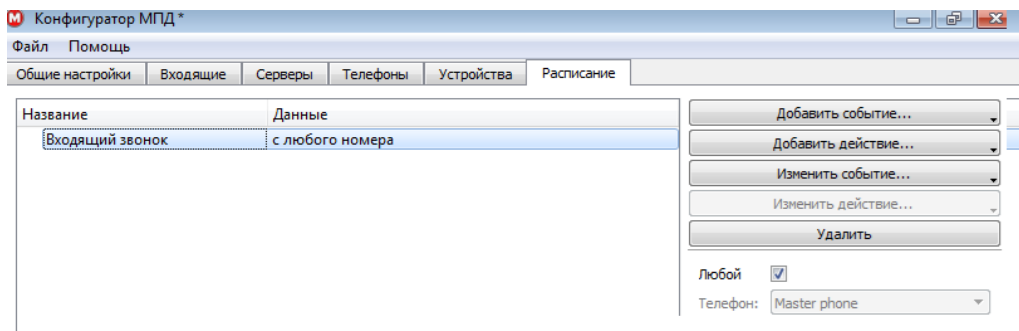 Конфигуратор МПД *
Файл Помощь
Общие настройки Входящие Серверы Телефоны Устройства Расписание
Название Данные
Входящий звонок с любого номера
Добавить событие...
Добавить действие...
Изменить событие...
Изменить действие...
Удалить
Любой
Телефон: Master phone